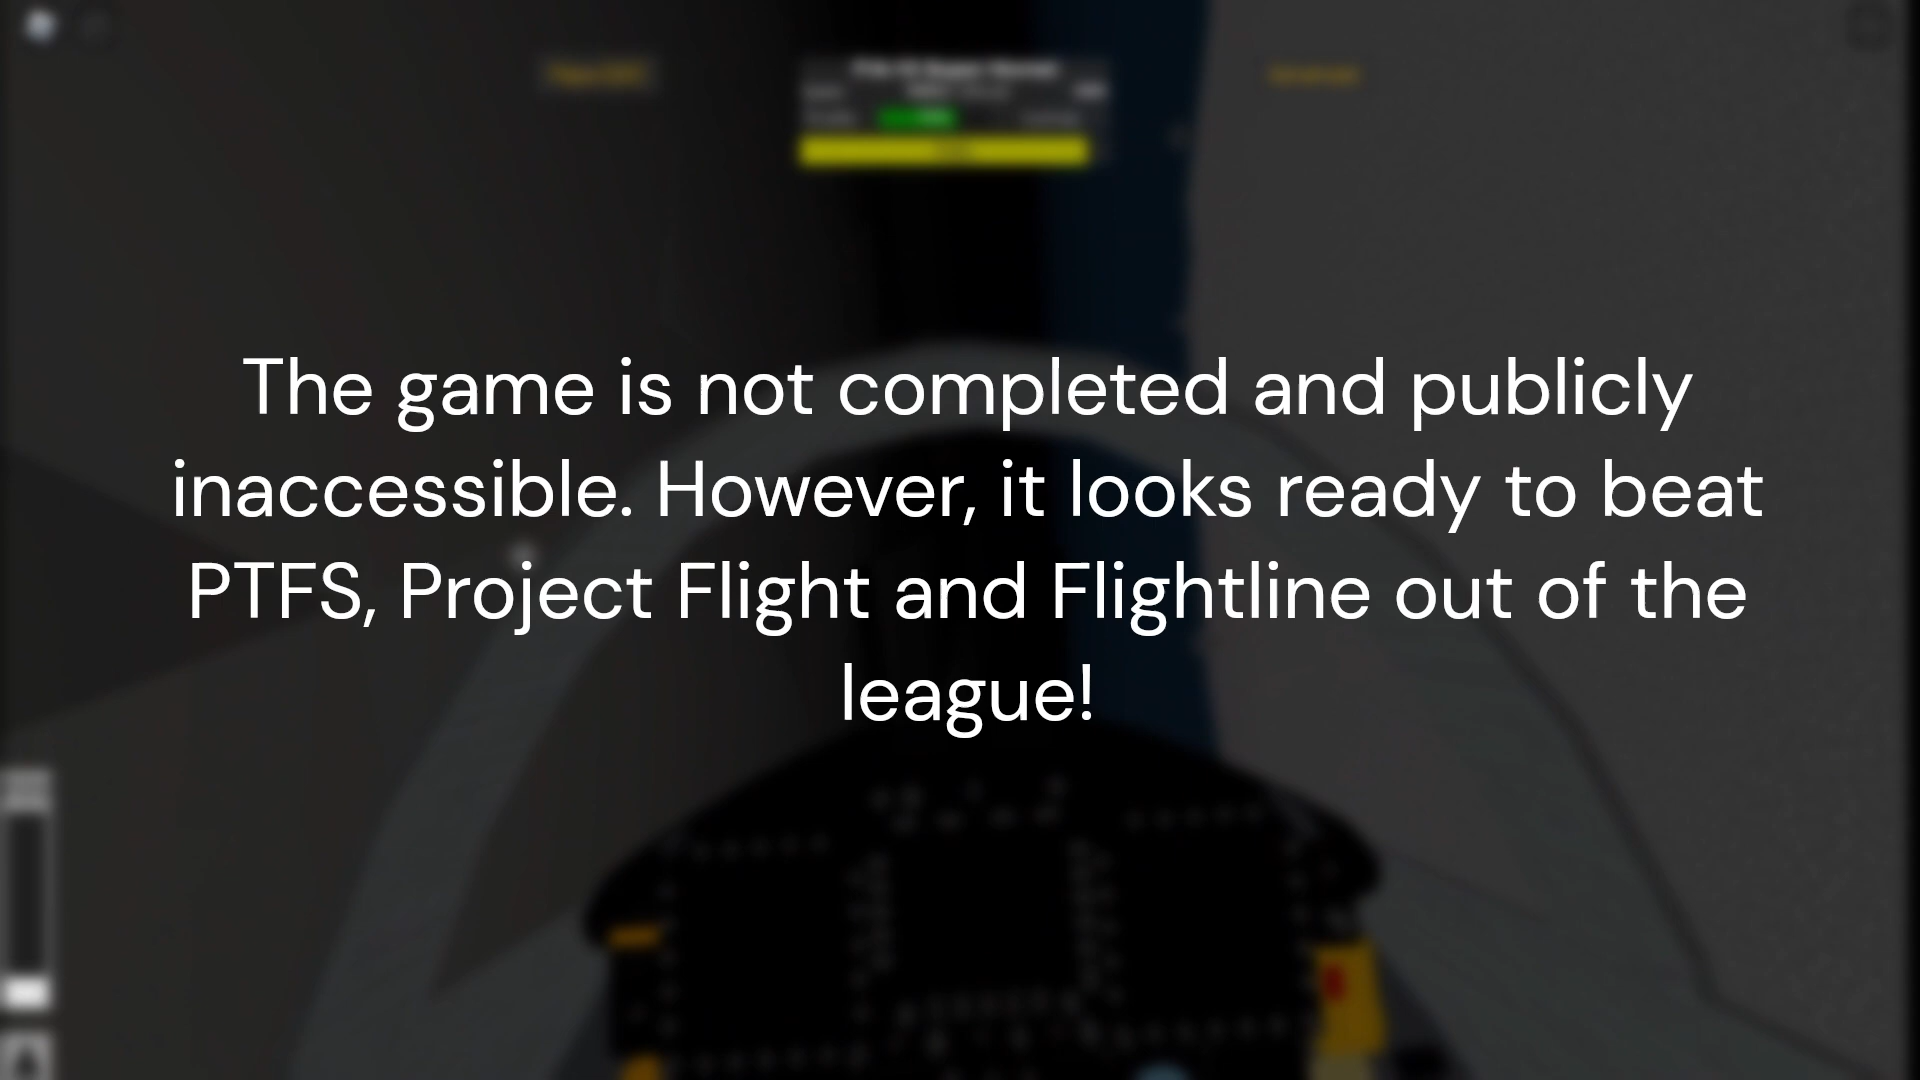 The game is not completed and publicly
inaccessible. However, it looks ready to beat
PTFS, Project Flight and Flightline out of the
league!